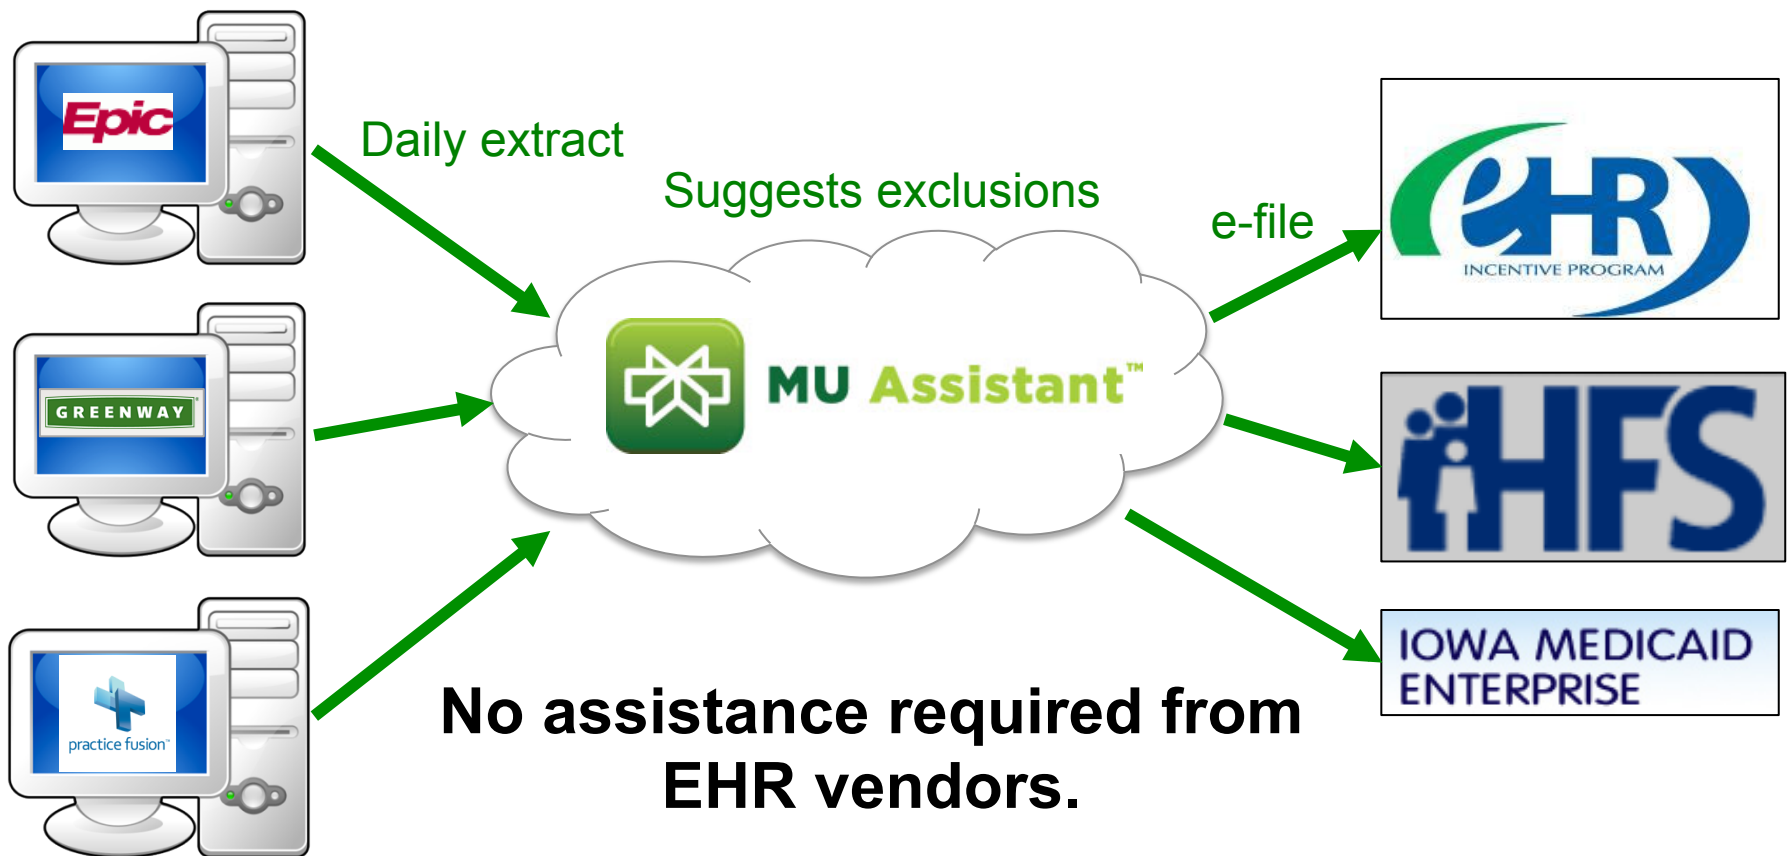 Epic
Daily extract
Suggests exclusions
e-file
eHR
INCENTIVE PROGRAM
GREENWAY
MU Assistant™
HFS
practice fusion™
No assistance required from
EHR vendors.
IOWA MEDICAID
ENTERPRISE